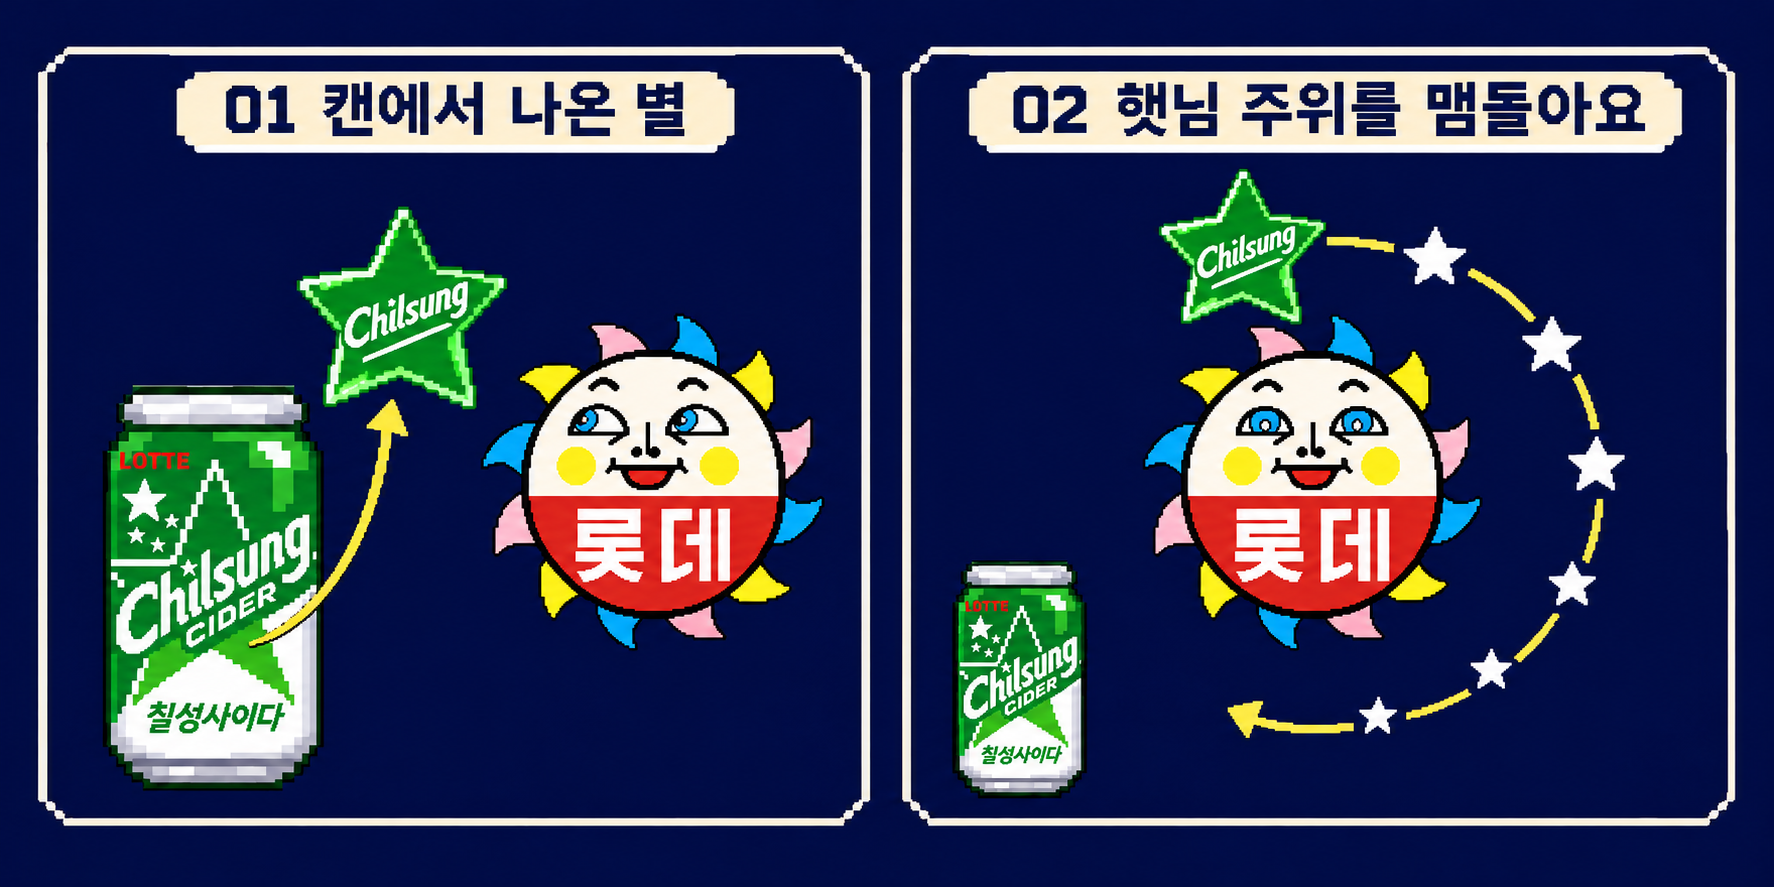 01 캔에서 나온 별
Chilsung
LOTTE
Chilsung
CIDER
칠성사이다
롯데
02 햇님 주위를 맴돌아요
Chilsung
롯데
LOTTE
Chilsung
CIDER
칠성사이다